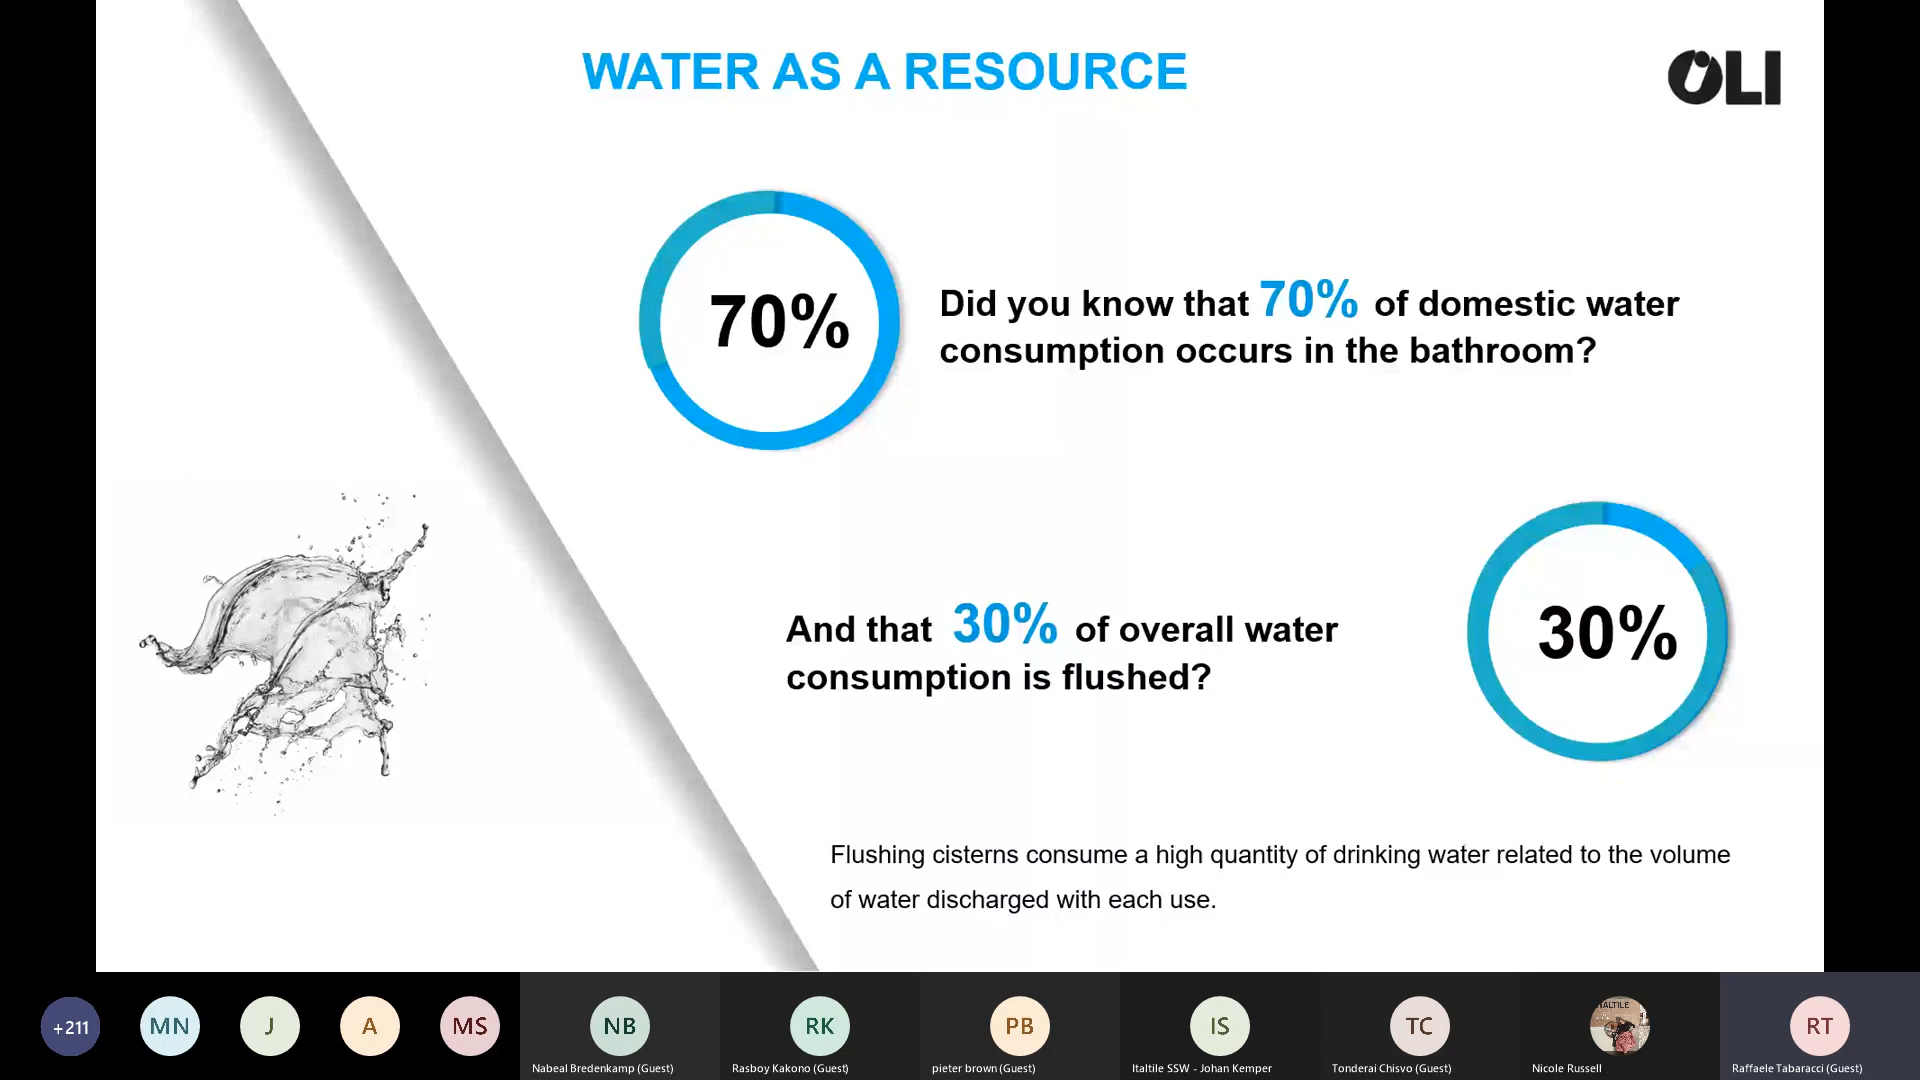 WATER AS A RESOURCE
OLI
70%
Did you know that 70% of domestic water
consumption occurs in the bathroom?
And that 30% of overall water
consumption is flushed?
30%
Flushing cisterns consume a high quantity of drinking water related to the volume
of water discharged with each use.
+211
MN
J
A
MS
NB
RK
PB
IS
TC
ITALTILE
RT
Nabeal Bredenkamp (Guest)
Rasboy Kakono (Guest)
pieter brown (Guest)
Italtile SSW - Johan Kemper
Tonderai Chisvo (Guest)
Nicole Russell
Raffaele Tabaracci (Guest)